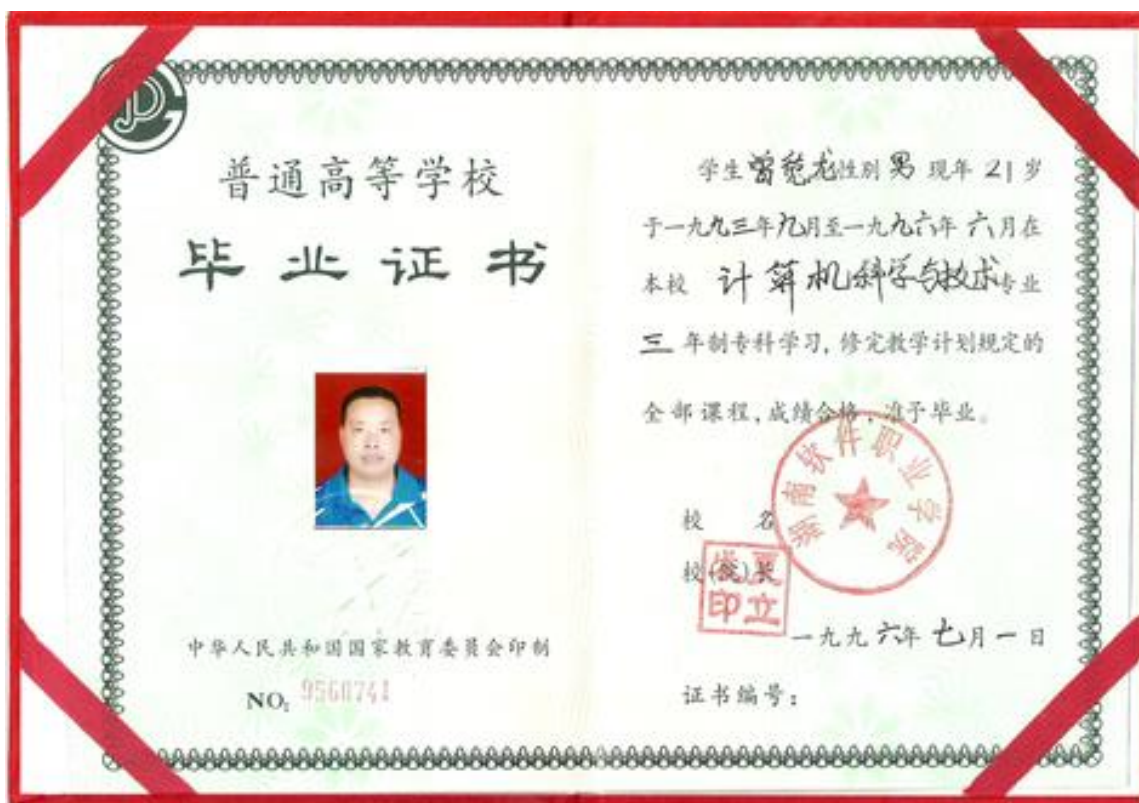 普通高等学校
毕业证书
中华人民共和国国家教育委员会印制
NO: 9560741
学生曾觉龙性别男现年21岁
于一九九三年九月至一九九六年六月在
本校 计算机科学与技术专业
三年制专科学习,修完教学计划规定的
全部课程,成绩合格,准予毕业。
湖南软件职业学院
校 名
校(院)长
夏立
印
一九九六年七月一日
证书编号: